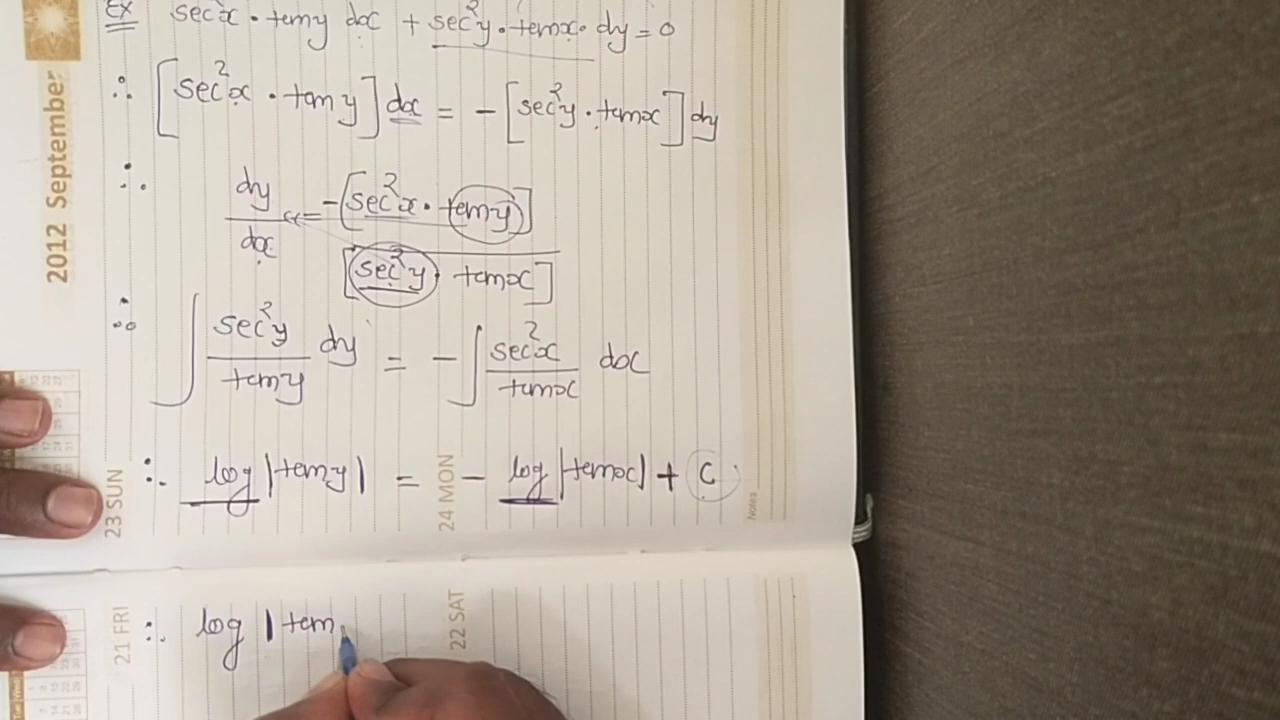 Ex sec²x · tany dx + sec²y · tanx · dy = 0
∴ [sec²x · tany] dx = - [sec²y · tanx] dy
∴ dy/dx = -[sec²x · tany] / [sec²y · tanx]
∴ ∫ sec²y/tany dy = - ∫ sec²x/tanx dx
∴ log |tany| = - log |tanx| + c
∴ log | tan
2012 September
23 SUN
24 MON
Notes
21 FRI
22 SAT